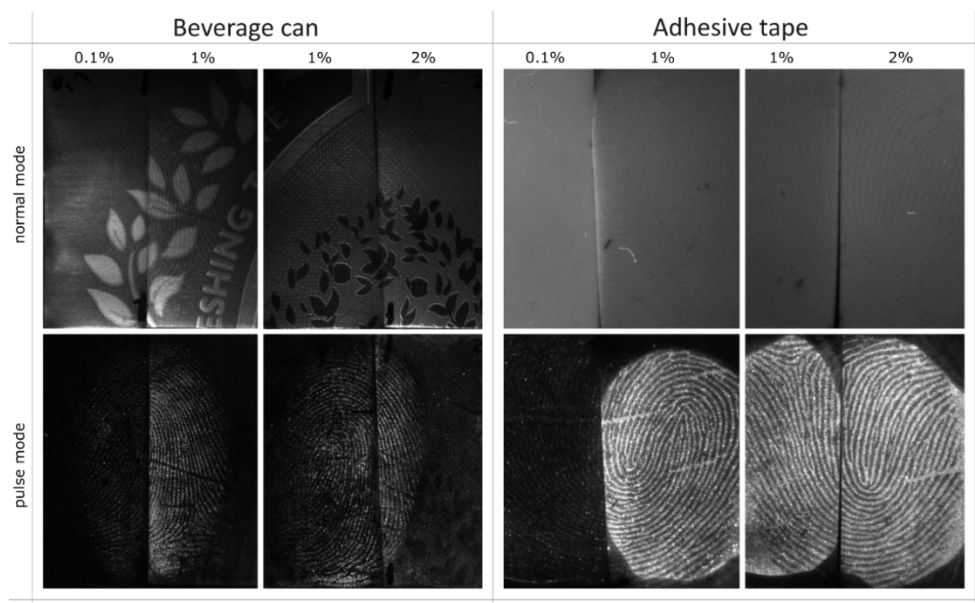 Beverage can
Adhesive tape
0.1%
1%
1%
2%
0.1%
1%
1%
2%
normal mode
ESHING T
E
pulse mode